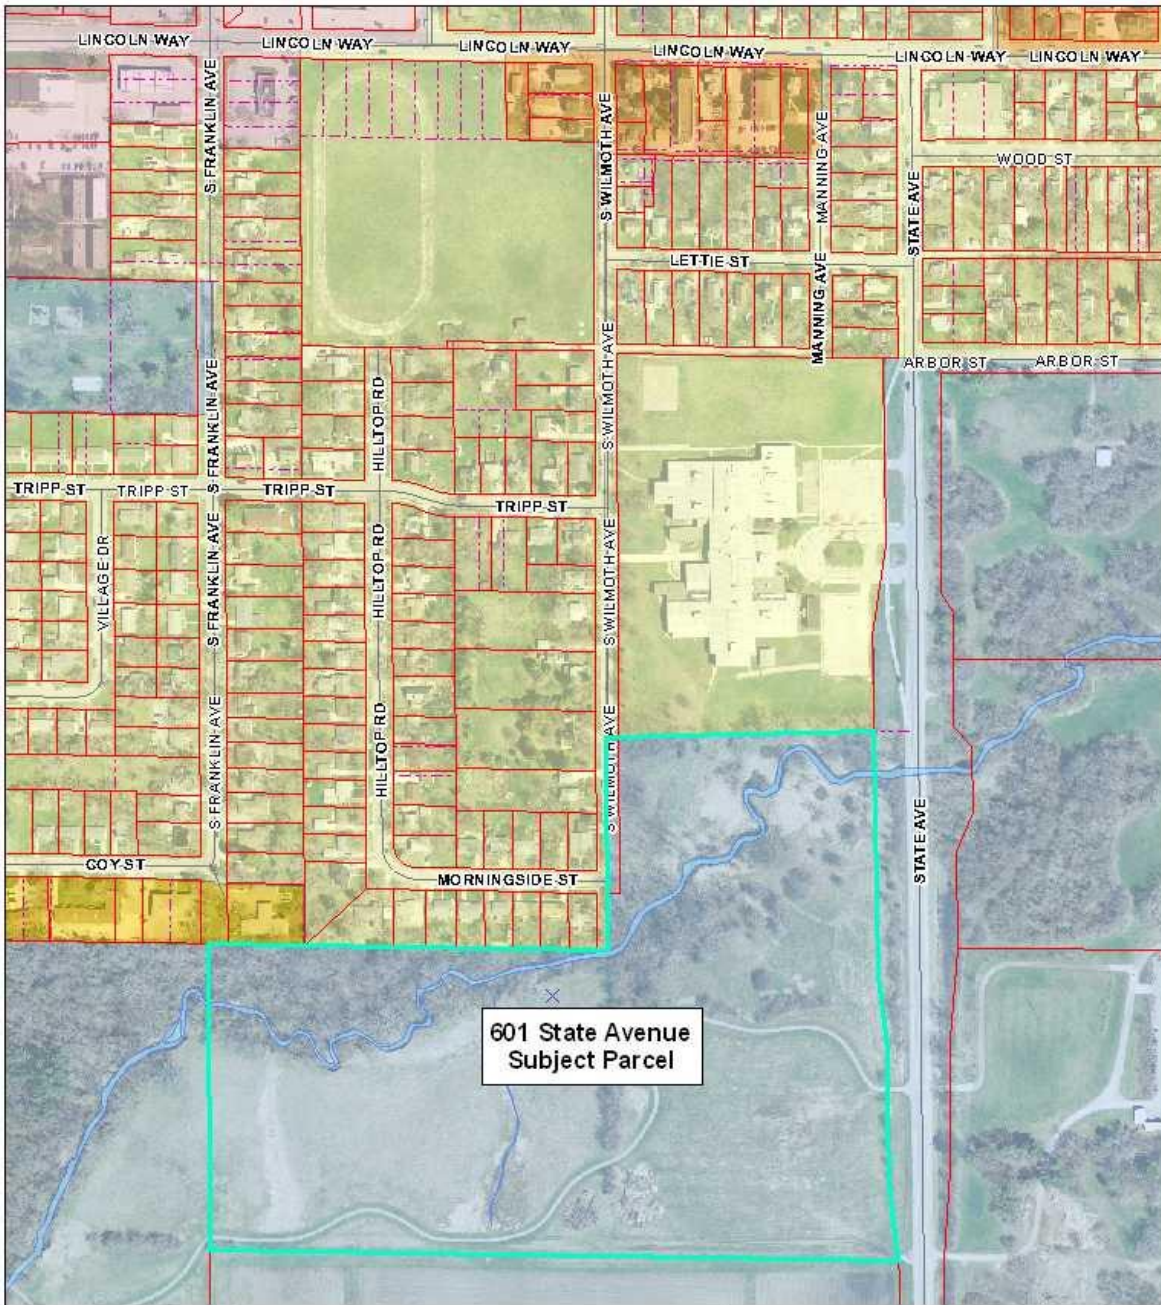 LINCOLN WAY
LINCOLN WAY
LINCOLN WAY
LINCOLN WAY
LINCOLN WAY
LINCOLN WAY
S FRANKLIN AVE
S WILMOTH AVE
MANNING AVE
STATE AVE
WOOD ST
LETTIE ST
MANNING AVE
ARBOR ST
ARBOR ST
S FRANKLIN AVE
HILLTOP RD
S WILMOTH AVE
TRIPP ST
TRIPP ST
TRIPP ST
TRIPP ST
VILLAGE DR
S FRANKLIN AVE
HILLTOP RD
S WILMOTH AVE
S FRANKLIN AVE
HILLTOP RD
S WILMOTH AVE
STATE AVE
COY ST
MORNINGSIDE ST
601 State Avenue
Subject Parcel